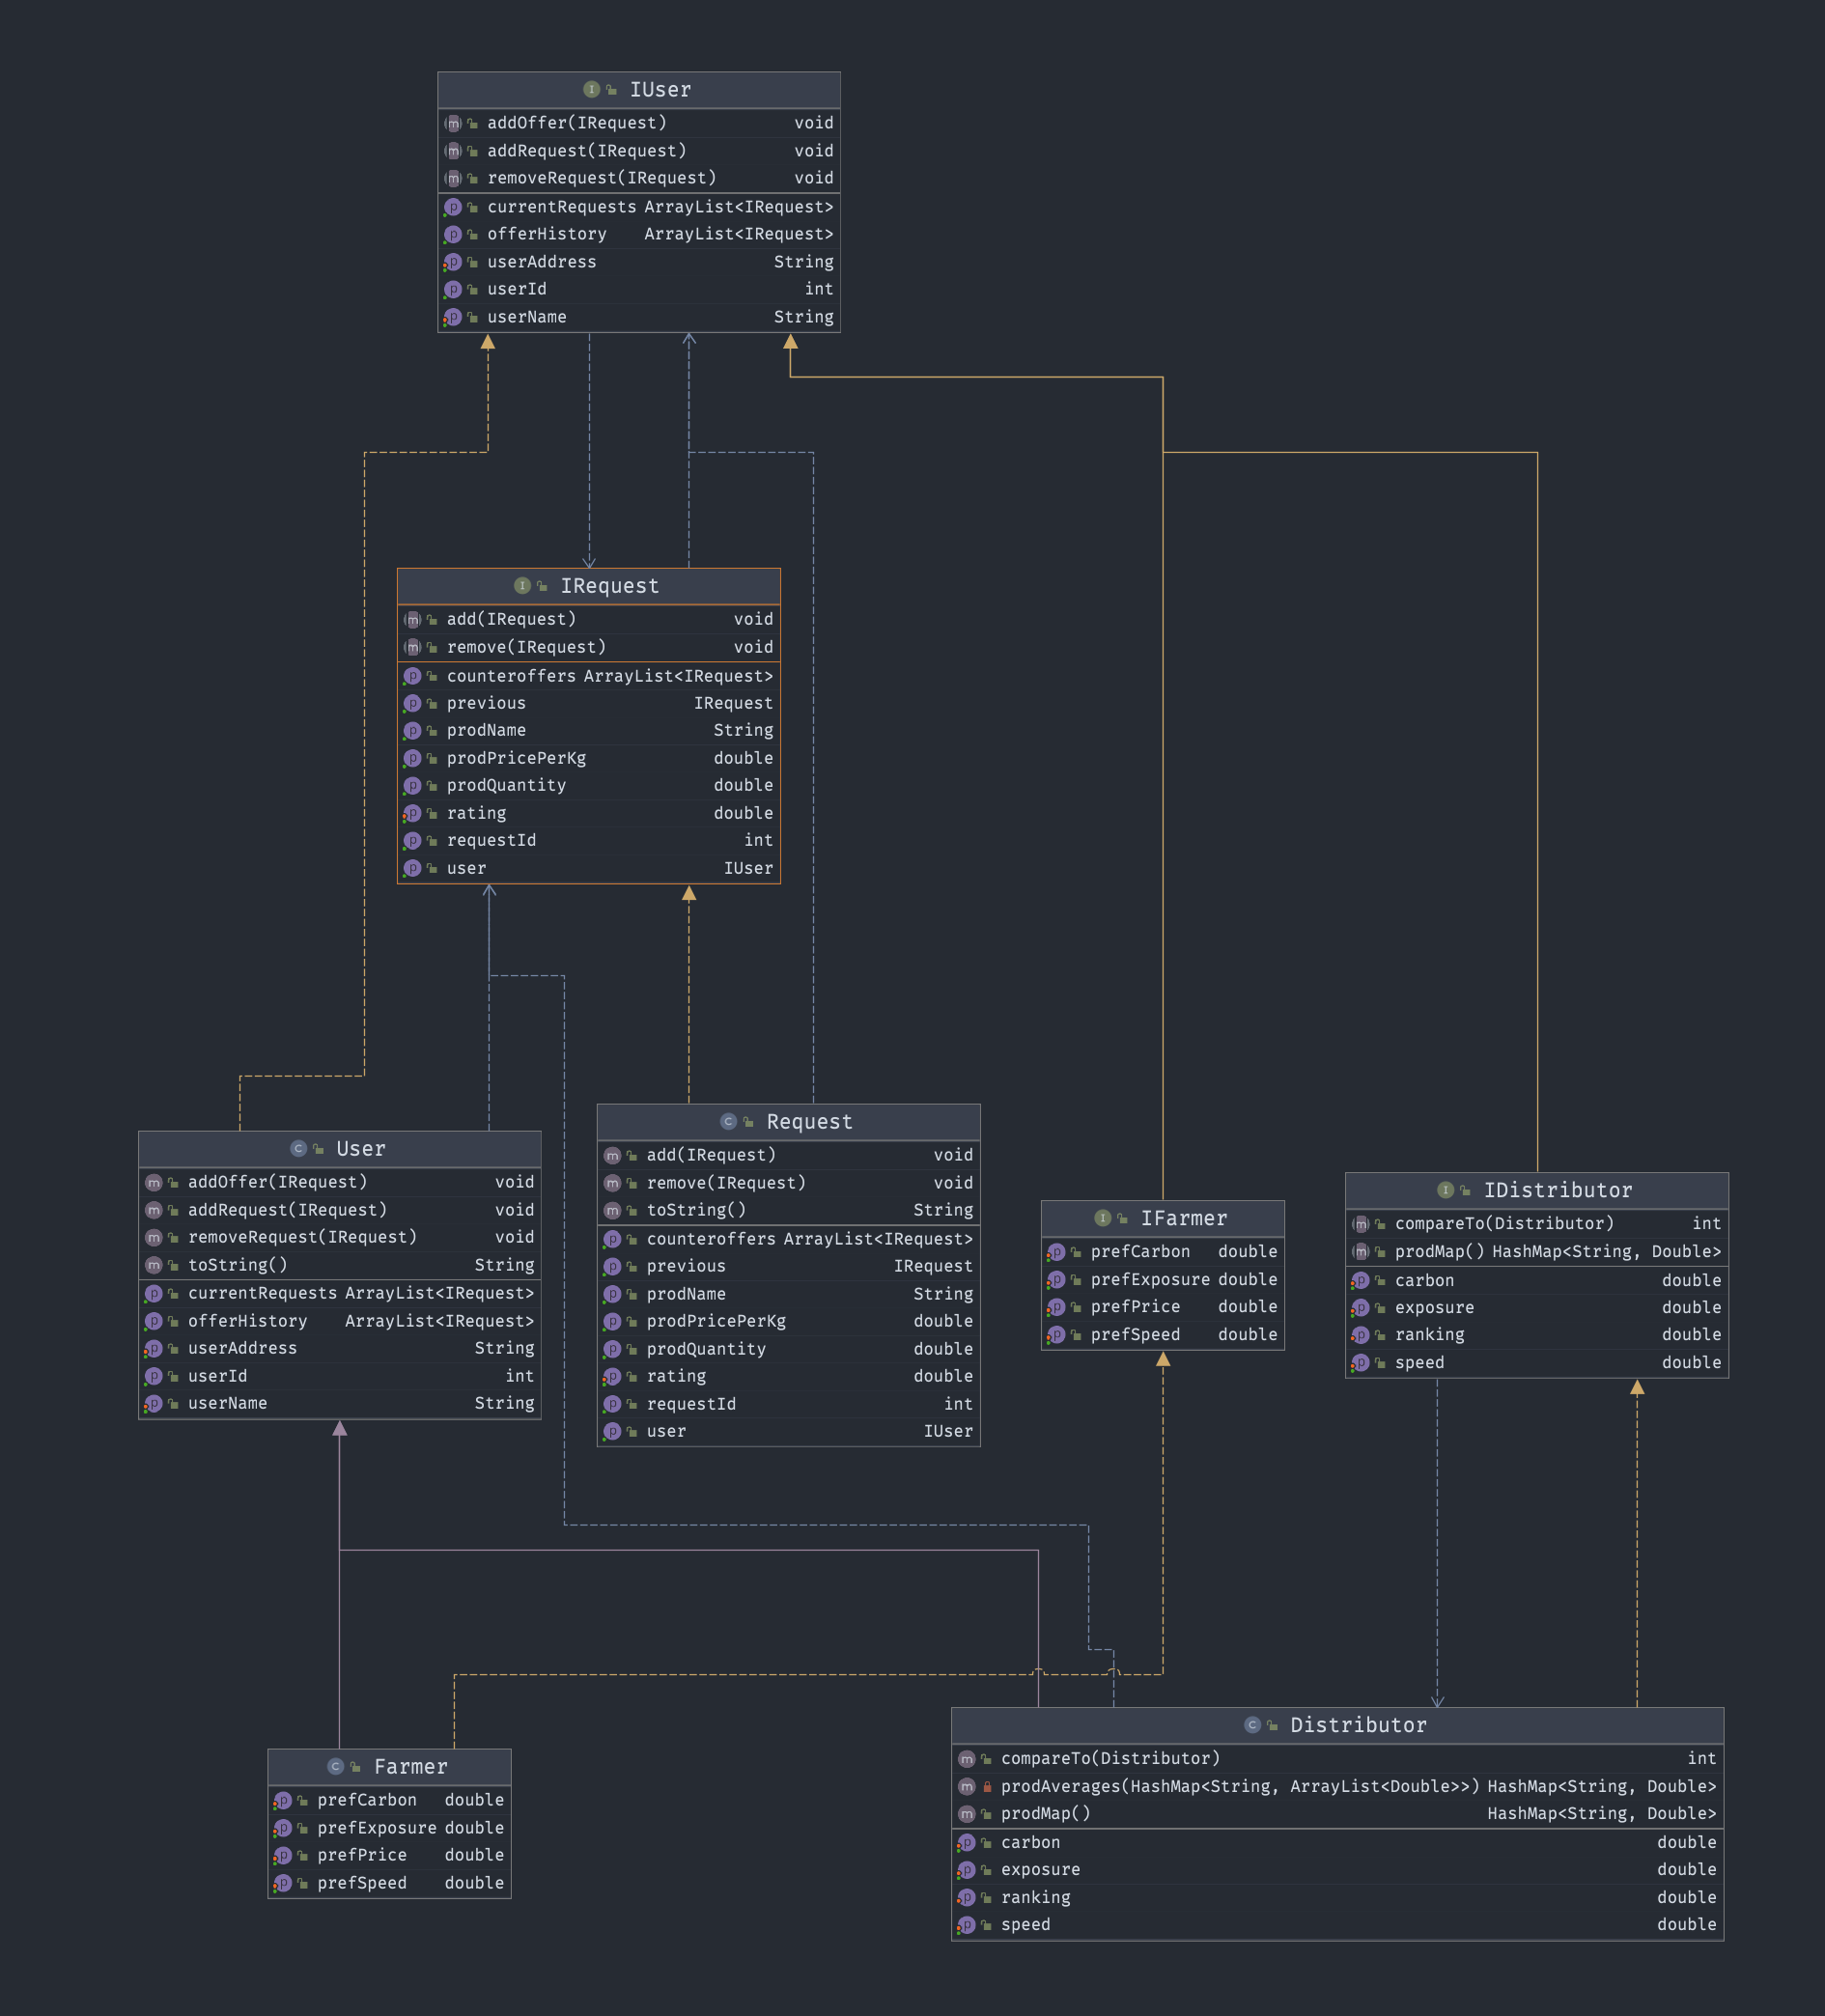 IUser
addOffer(IRequest) void
addRequest(IRequest) void
removeRequest(IRequest) void
currentRequests ArrayList<IRequest>
offerHistory ArrayList<IRequest>
userAddress String
userId int
userName String
IRequest
add(IRequest) void
remove(IRequest) void
counteroffers ArrayList<IRequest>
previous IRequest
prodName String
prodPricePerKg double
prodQuantity double
rating double
requestId int
user IUser
User
addOffer(IRequest) void
addRequest(IRequest) void
removeRequest(IRequest) void
toString() String
currentRequests ArrayList<IRequest>
offerHistory ArrayList<IRequest>
userAddress String
userId int
userName String
Request
add(IRequest) void
remove(IRequest) void
toString() String
counteroffers ArrayList<IRequest>
previous IRequest
prodName String
prodPricePerKg double
prodQuantity double
rating double
requestId int
user IUser
IFarmer
prefCarbon double
prefExposure double
prefPrice double
prefSpeed double
IDistributor
compareTo(Distributor) int
prodMap() HashMap<String, Double>
carbon double
exposure double
ranking double
speed double
Farmer
prefCarbon double
prefExposure double
prefPrice double
prefSpeed double
Distributor
compareTo(Distributor) int
prodAverages(HashMap<String, ArrayList<Double>>) HashMap<String, Double>
prodMap() HashMap<String, Double>
carbon double
exposure double
ranking double
speed double